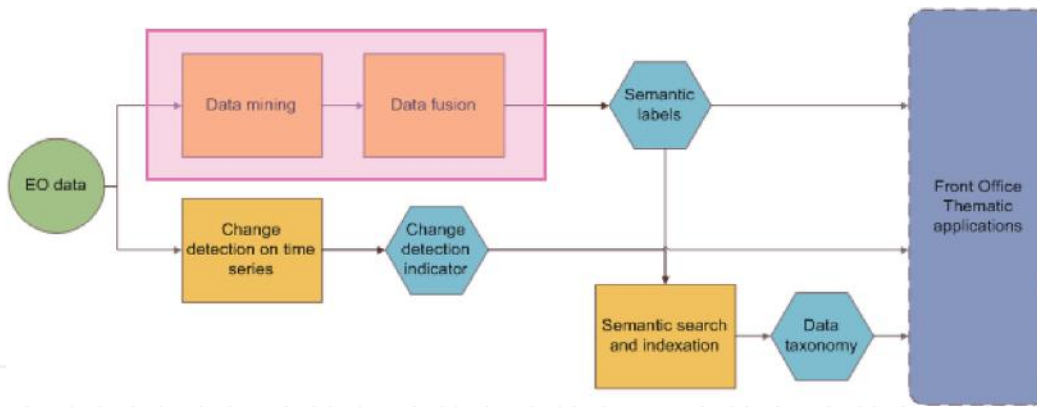 Data mining
Data fusion
Semantic
labels
EO data
Change
detection on time
series
Change
detection
indicator
Front Office
Thematic
applications
Semantic search
and indexation
Data
taxonomy